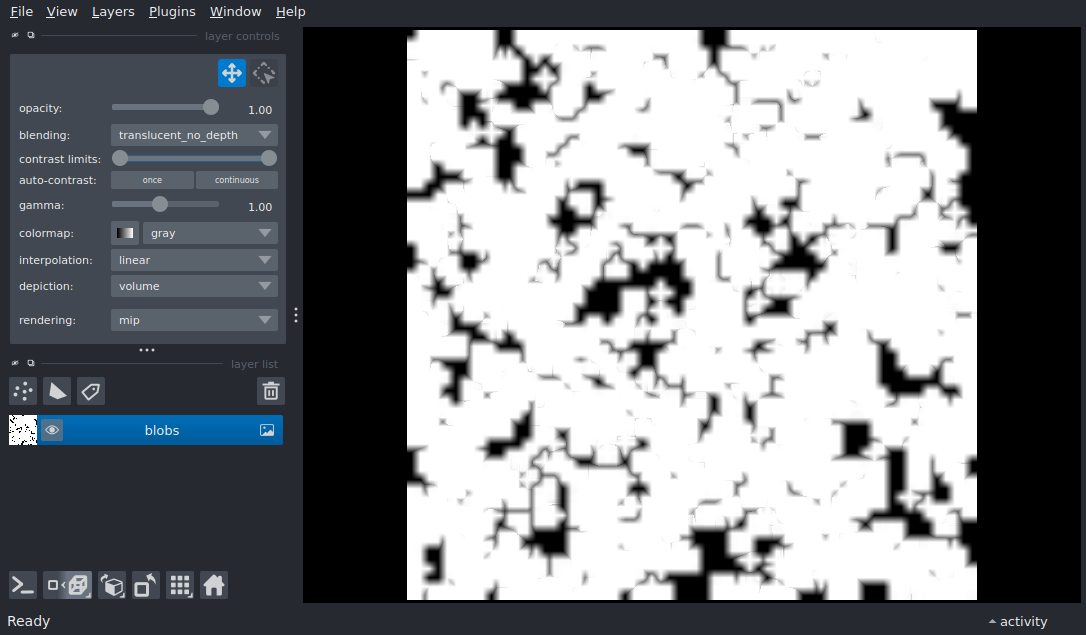 File View Layers Plugins Window Help
layer controls
opacity: 1.00
blending: translucent_no_depth
contrast limits:
auto-contrast: once continuous
gamma: 1.00
colormap: gray
interpolation: linear
depiction: volume
rendering: mip
layer list
blobs
Ready activity